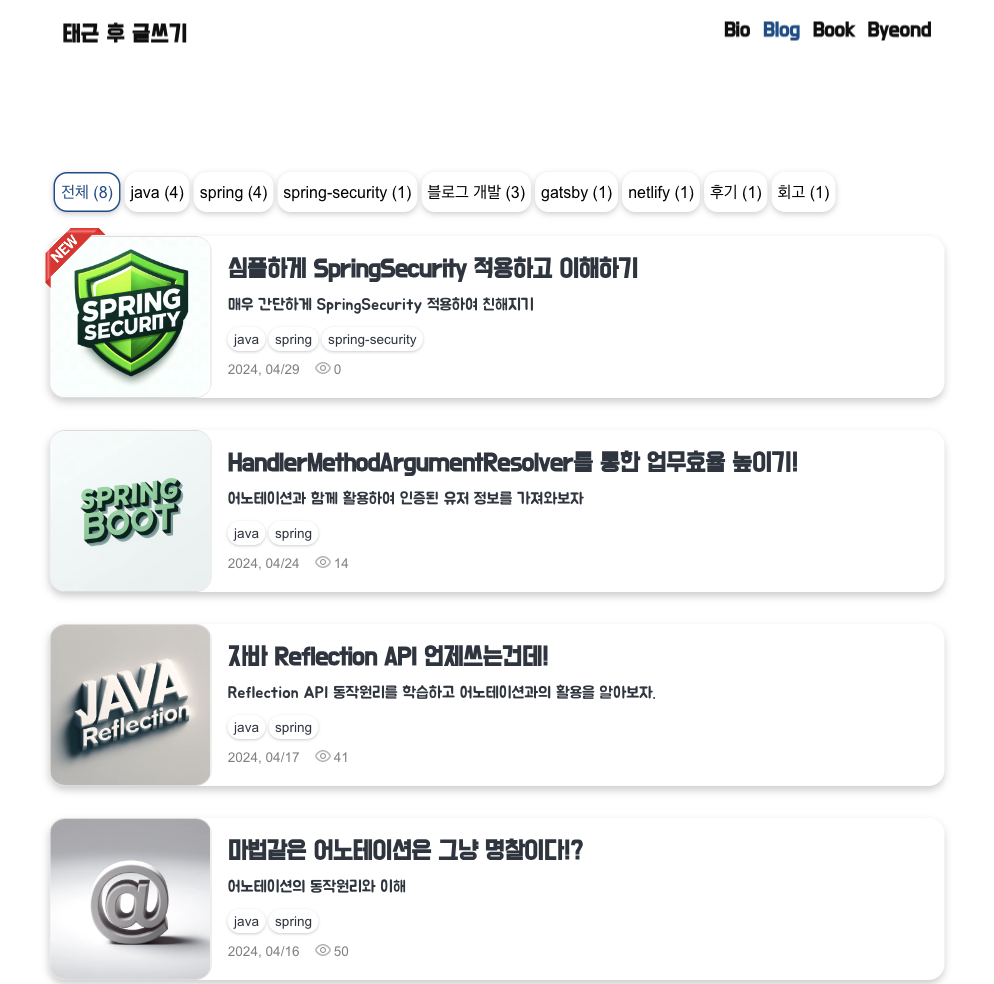 태근 후 글쓰기
Bio Blog Book Byeond
전체 (8) java (4) spring (4) spring-security (1) 블로그 개발 (3) gatsby (1) netlify (1) 후기 (1) 회고 (1)
NEW
SPRING
SECURITY
심플하게 SpringSecurity 적용하고 이해하기
매우 간단하게 SpringSecurity 적용하여 친해지기
java spring spring-security
2024, 04/29 0
SPRING
BOOT
HandlerMethodArgumentResolver를 통한 업무효율 높이기!
어노테이션과 함께 활용하여 인증된 유저 정보를 가져와보자
java spring
2024, 04/24 14
JAVA
Reflection
자바 Reflection API 언제쓰는건데!
Reflection API 동작원리를 학습하고 어노테이션과의 활용을 알아보자.
java spring
2024, 04/17 41
@
마법같은 어노테이션은 그냥 명찰이다!?
어노테이션의 동작원리와 이해
java spring
2024, 04/16 50